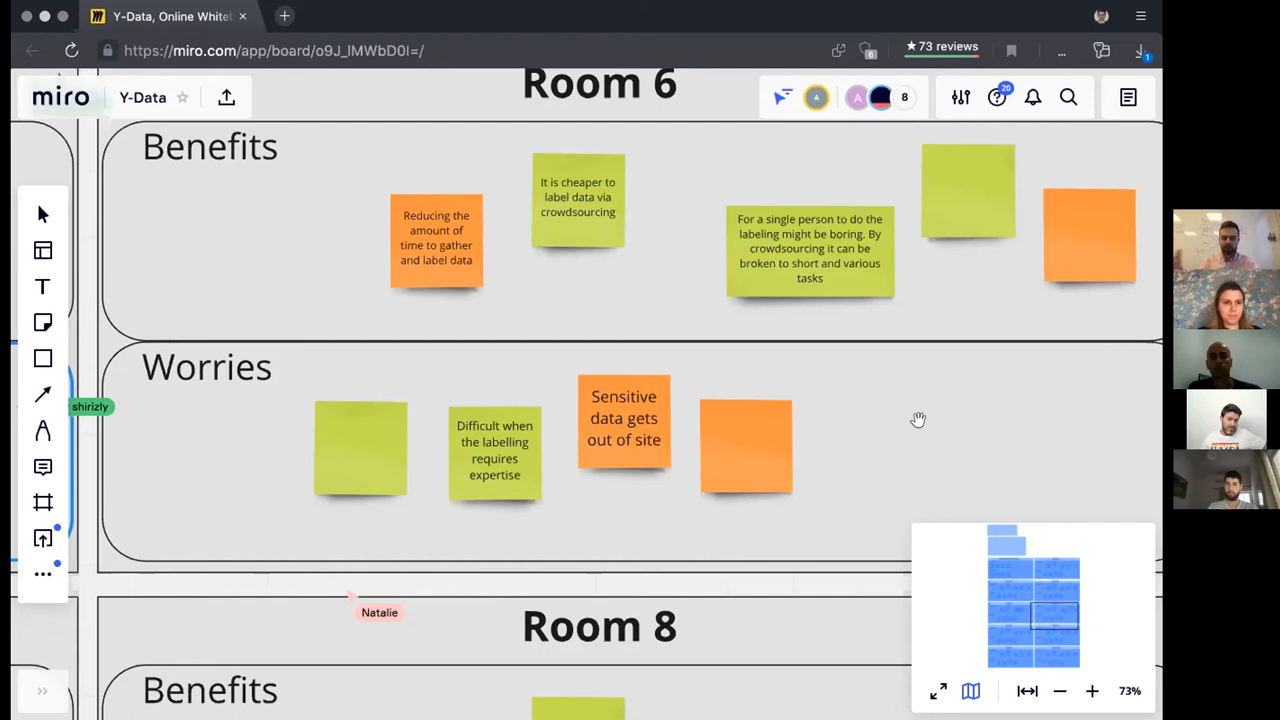 Y-Data, Online White
https://miro.com/app/board/o9J_lMWbD0I=/
6
★ 73 reviews
...
1
miro
Y-Data
A
8
20
Room 6
Benefits
Reducing the
amount of
time to gather
and label data
It is cheaper to
label data via
crowdsourcing
For a single person to do the
labeling might be boring. By
crowdsourcing it can be
broken to short and various
tasks
Worries
shirizly
Difficult when
the labelling
requires
expertise
Sensitive
data gets
out of site
Natalie
Room 8
Benefits
73%